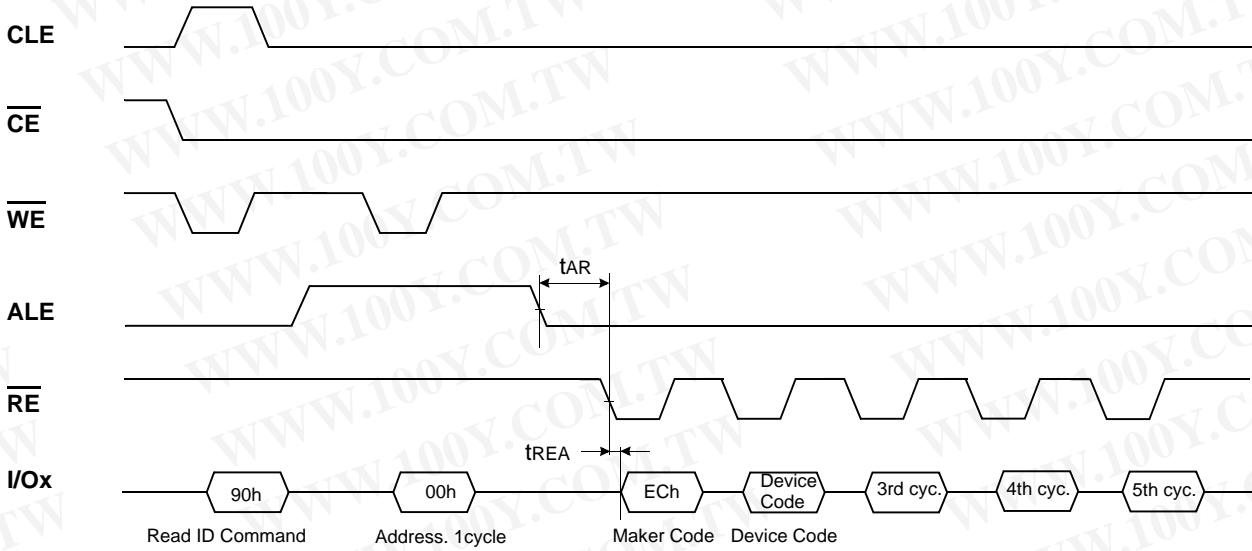 CLE
CE
WE
ALE
tAR
RE
tREA
I/Ox
90h
00h
ECh
Device
Code
3rd cyc.
4th cyc.
5th cyc.
Read ID Command
Address. 1cycle
Maker Code
Device Code
WWW.100Y.COM.TW